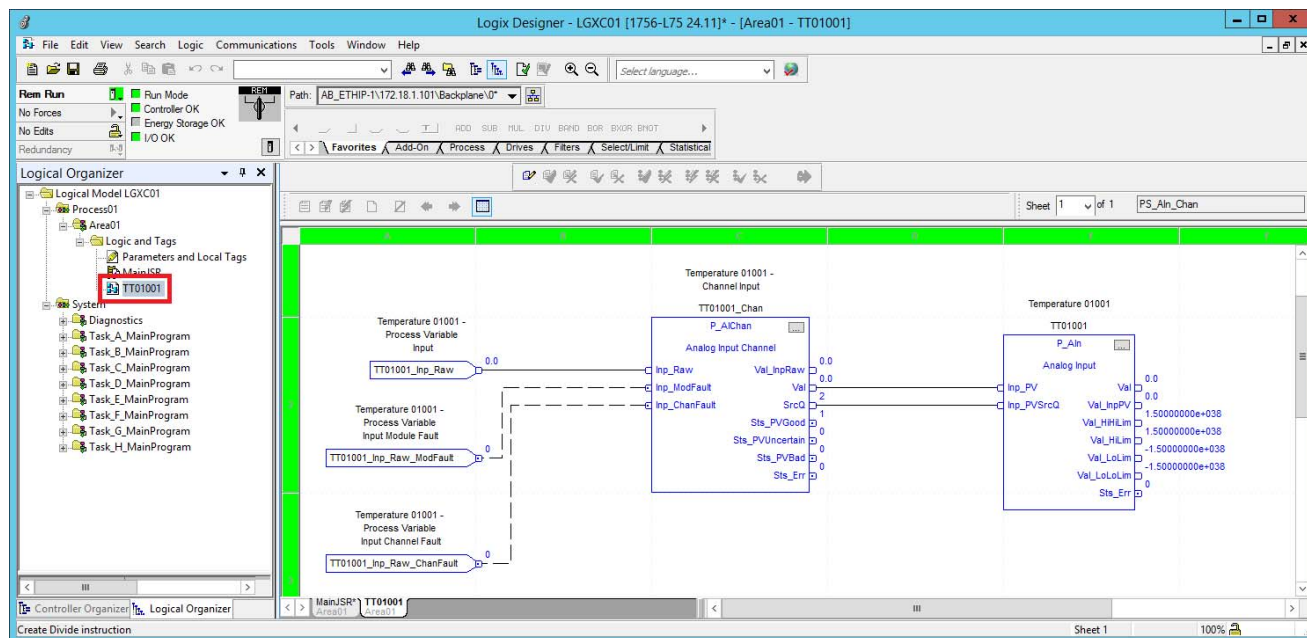 Logix Designer - LGXC01 [1756-L75 24.11]* - [Area01 - TT01001]
File Edit View Search Logic Communications Tools Window Help
Select language...
Rem Run
Run Mode
REM
Path: AB_ETHIP-1\172.18.1.101\Backplane\0*
No Forces
Controller OK
Energy Storage OK
No Edits
I/O OK
Redundancy
ADD SUB MUL DIV BAND BOR BXOR BNOT
Favorites Add-On Process Drives Filters Select/Limit Statistical
Logical Organizer
Logical Model LGXC01
Process01
Area01
Logic and Tags
Parameters and Local Tags
MainJSR
TT01001
System
Diagnostics
Task_A_MainProgram
Task_B_MainProgram
Task_C_MainProgram
Task_D_MainProgram
Task_E_MainProgram
Task_F_MainProgram
Task_G_MainProgram
Task_H_MainProgram
Sheet 1 of 1 PS_AIn_Chan
A B C D E F
Temperature 01001 -
Process Variable
Input
TT01001_Inp_Raw
0.0
Temperature 01001 -
Process Variable
Input Module Fault
TT01001_Inp_Raw_ModFault
0
Temperature 01001 -
Process Variable
Input Channel Fault
TT01001_Inp_Raw_ChanFault
0
Temperature 01001 -
Channel Input
TT01001_Chan
P_AIChan
...
Analog Input Channel
Inp_Raw Val_InpRaw 0.0
Inp_ModFault Val 0.0
Inp_ChanFault SrcQ 2
Sts_PVGood 1
Sts_PVUncertain 0
Sts_PVBad 0
Sts_Err 0
Temperature 01001
TT01001
P_AIn
...
Analog Input
Inp_PV Val 0.0
Inp_PVSrcQ Val_InpPV 0.0
Val_HiHiLim 1.50000000e+038
Val_HiLim 1.50000000e+038
Val_LoLim -1.50000000e+038
Val_LoLoLim -1.50000000e+038
Sts_Err 0
Controller Organizer Logical Organizer
MainJSR*
Area01
TT01001
Area01
Create Divide instruction
Sheet 1
100%